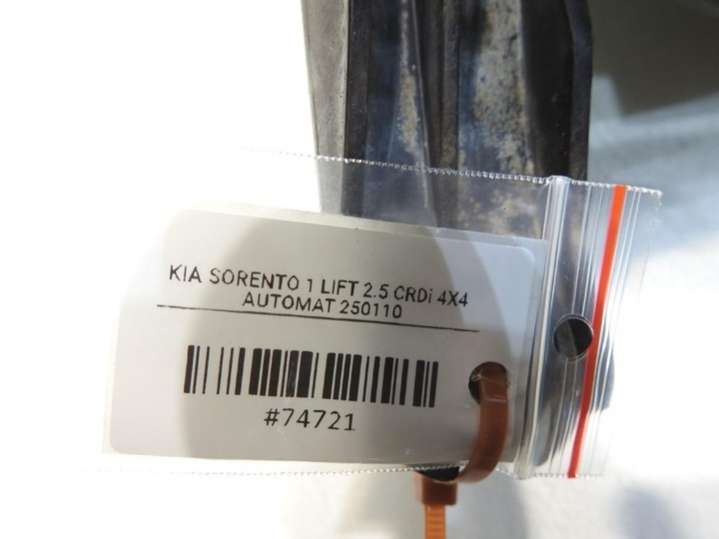 KIA SORENTO 1 LIFT 2.5 CRDi 4X4
AUTOMAT 250110
#74721